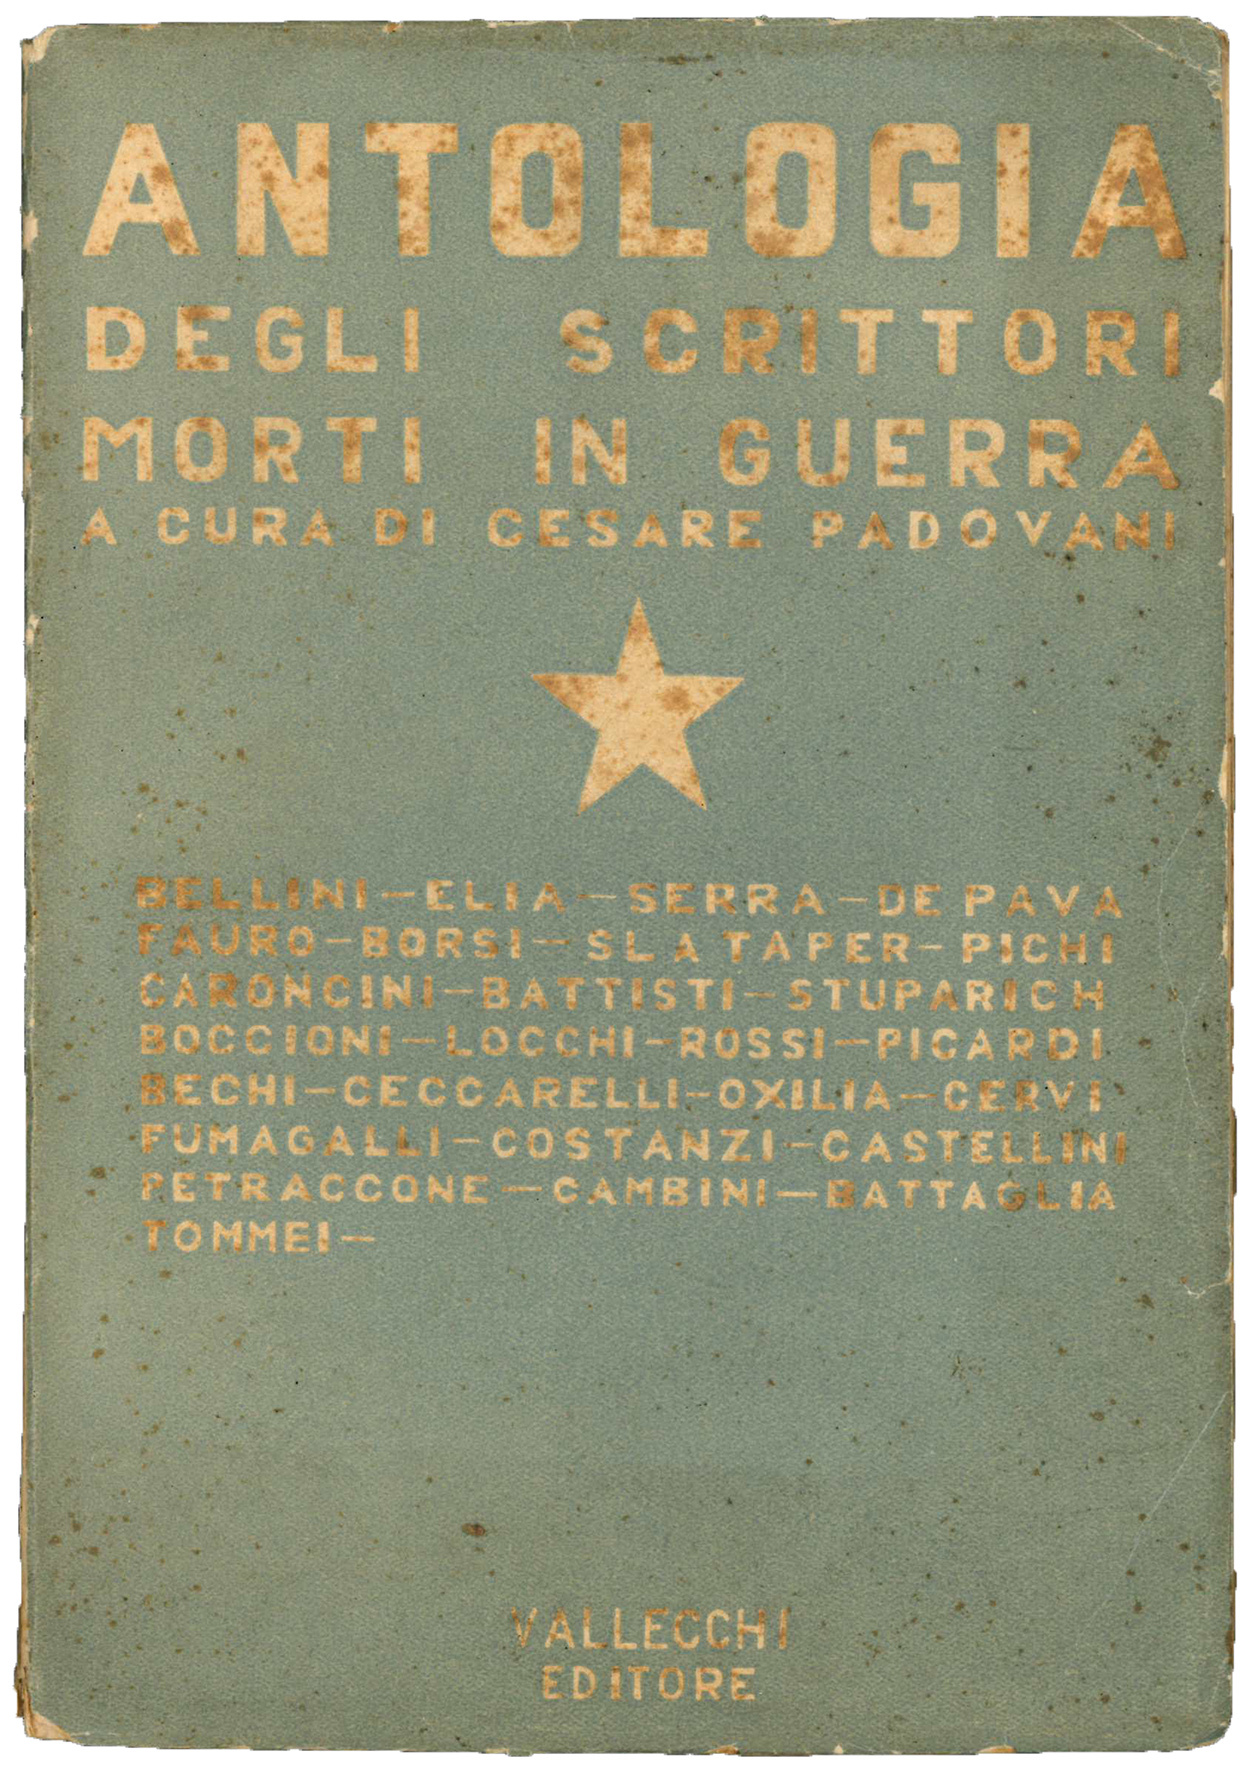 ANTOLOGIA
DEGLI SCRITTORI
MORTI IN GUERRA
A CURA DI CESARE PADOVANI
BELLINI—ELIA—SERRA—DE PAVA
FAURO—BORSI—SLATAPER—PICHI
CARONCINI—BATTISTI—STUPARICH
BOCCIONI—LOCCHI—ROSSI—PICARDI
BECHI—CECCARELLI—OXILIA—CERVI
FUMAGALLI—COSTANZI—CASTELLINI
PETRACCONE—CAMBINI—BATTAGLIA
TOMMEI—
VALLECCHI
EDITORE